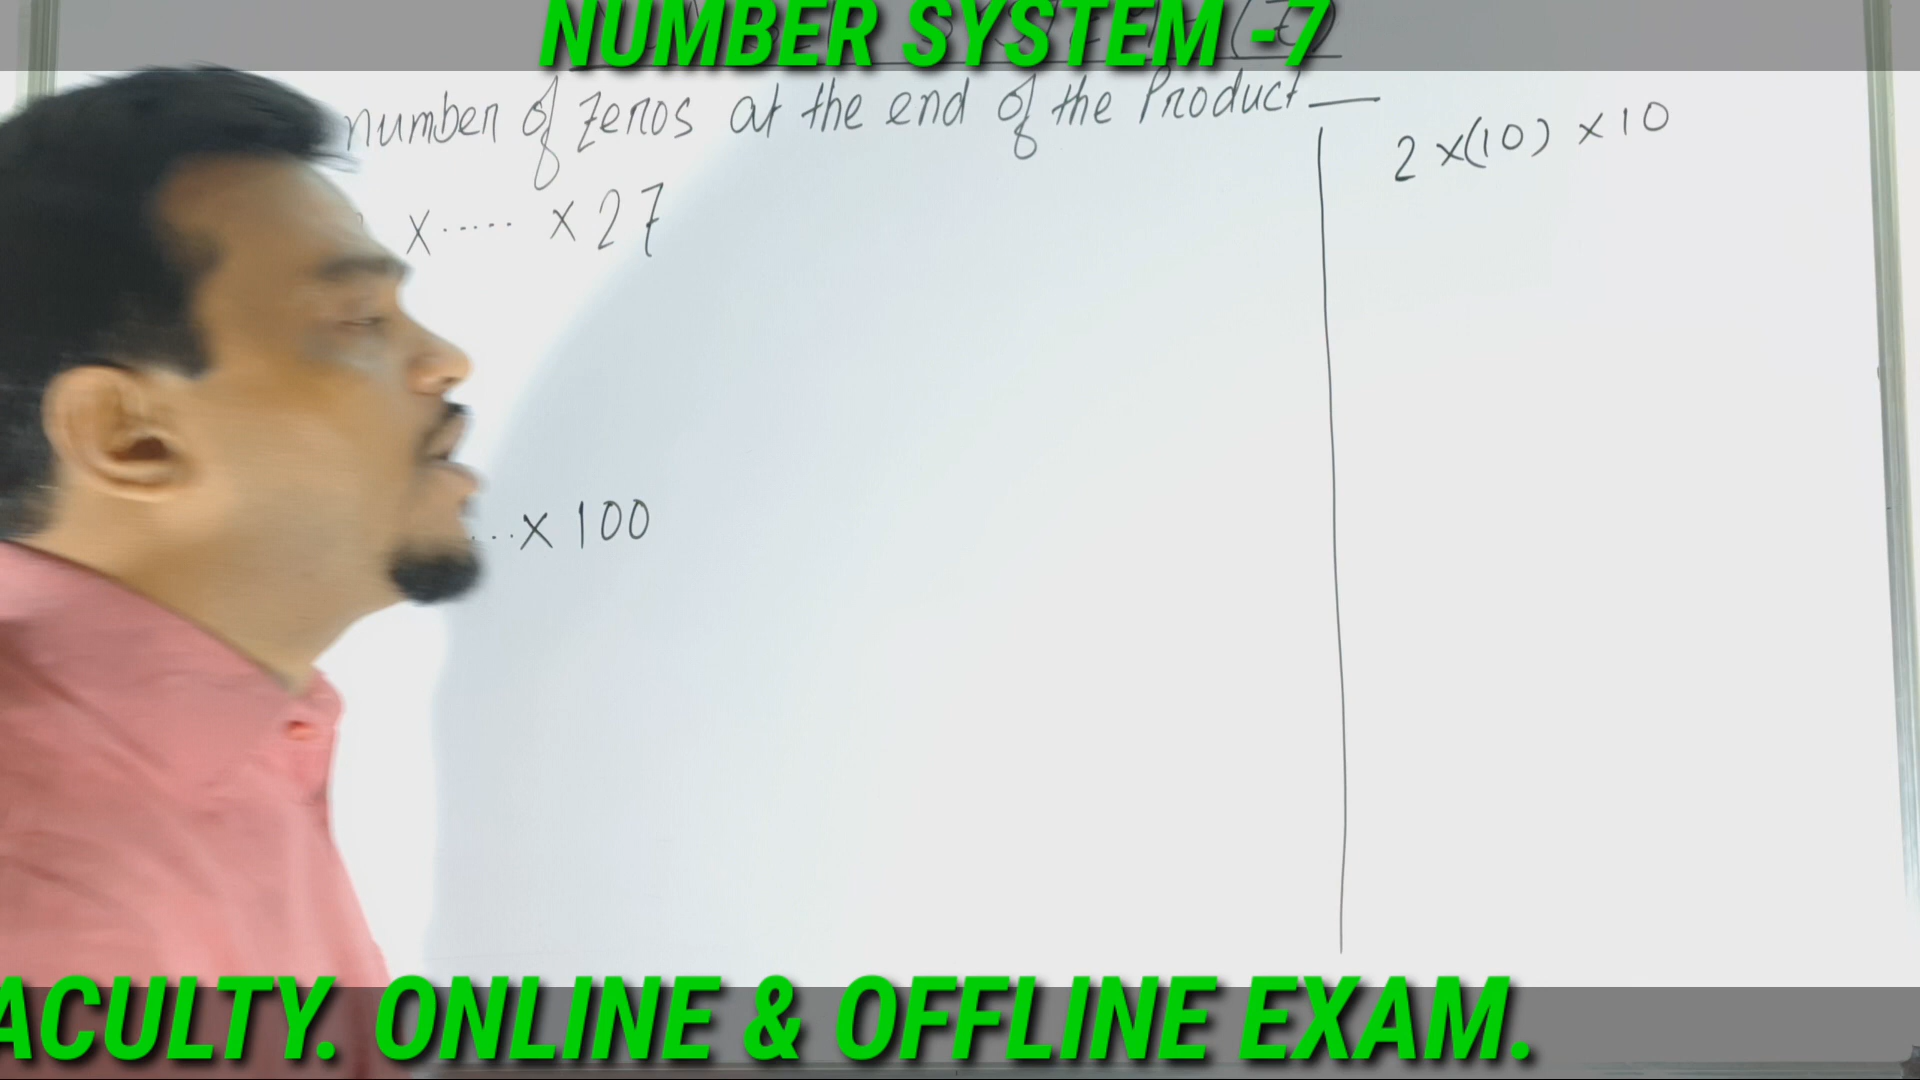 NUMBER SYSTEM -7
number of zeros at the end of the Product —
x ..... x 27
2 x (10) x 10
...x 100
ACULTY. ONLINE & OFFLINE EXAM.